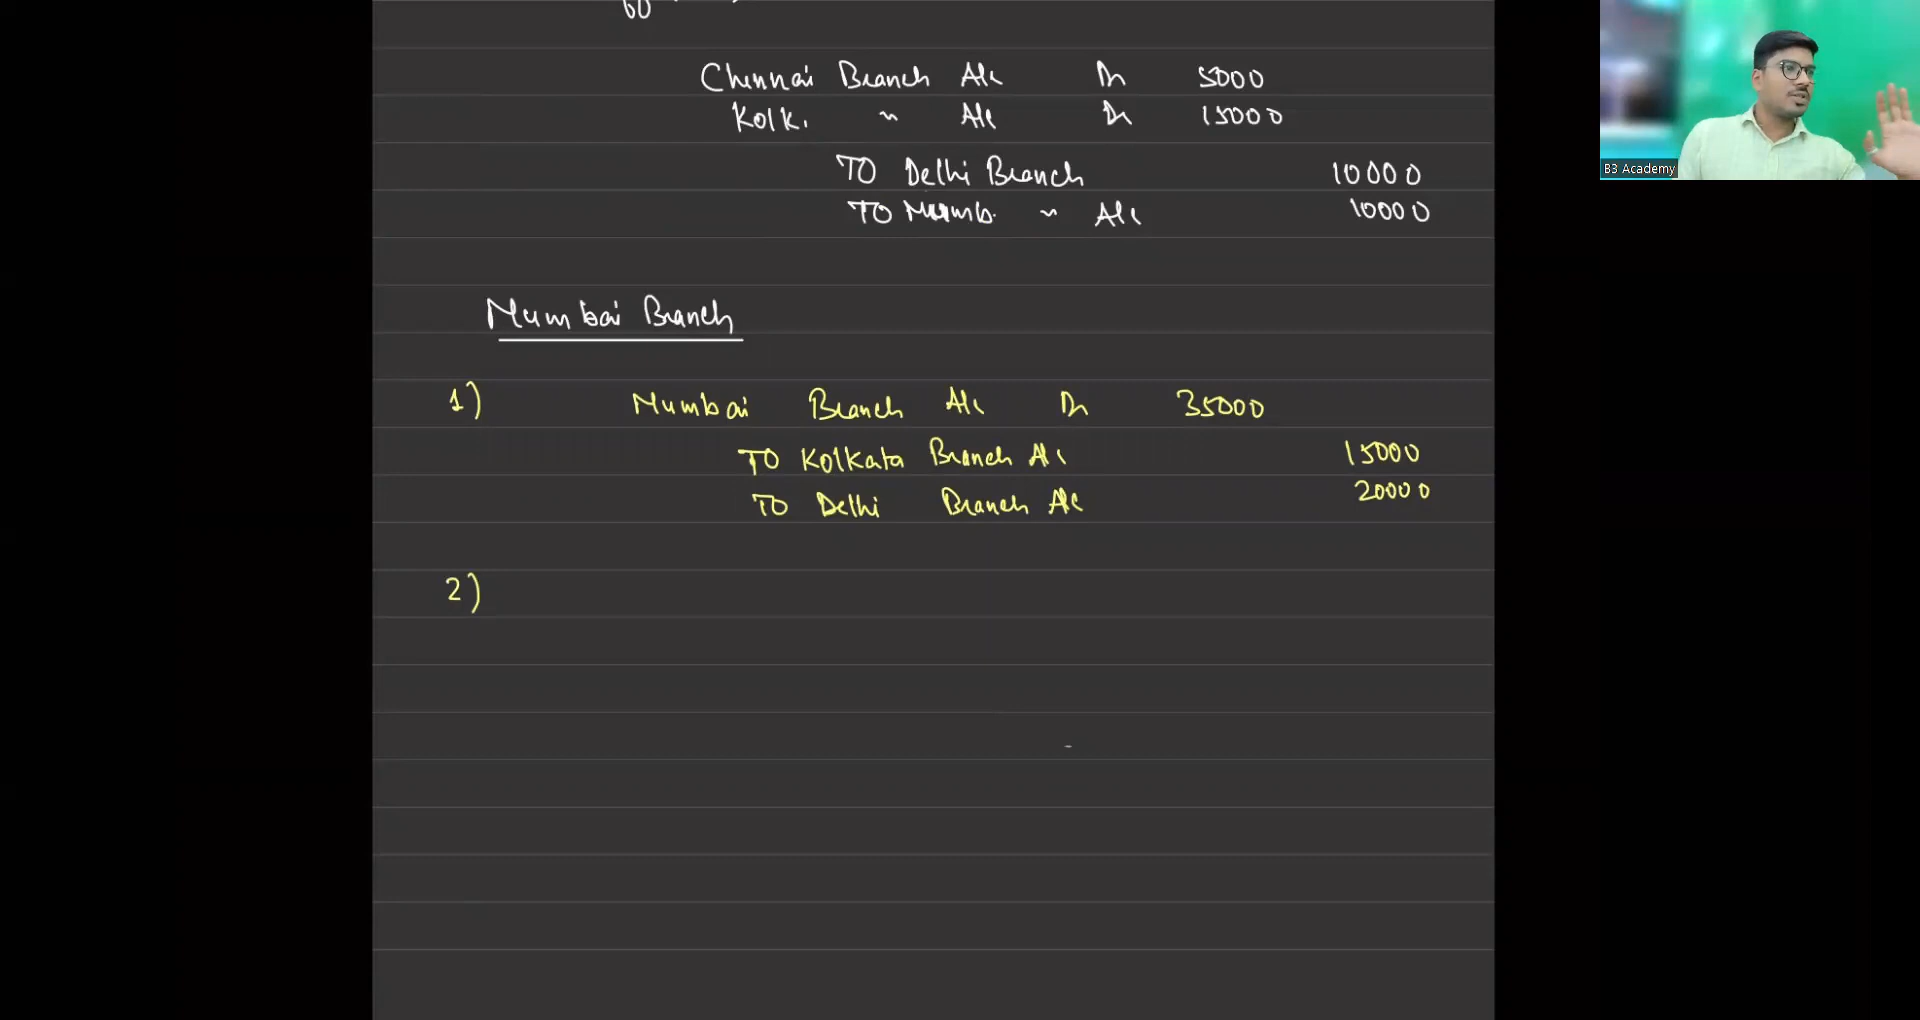 Chennai Branch A/c Dr 5000
Kolk. " A/c Dr 15000
TO Delhi Branch 10000
TO Mumb. " A/c 10000
Mumbai Branch
1) Mumbai Branch A/c Dr 35000
TO Kolkata Branch A/c 15000
TO Delhi Branch A/c 20000
2)
B3 Academy